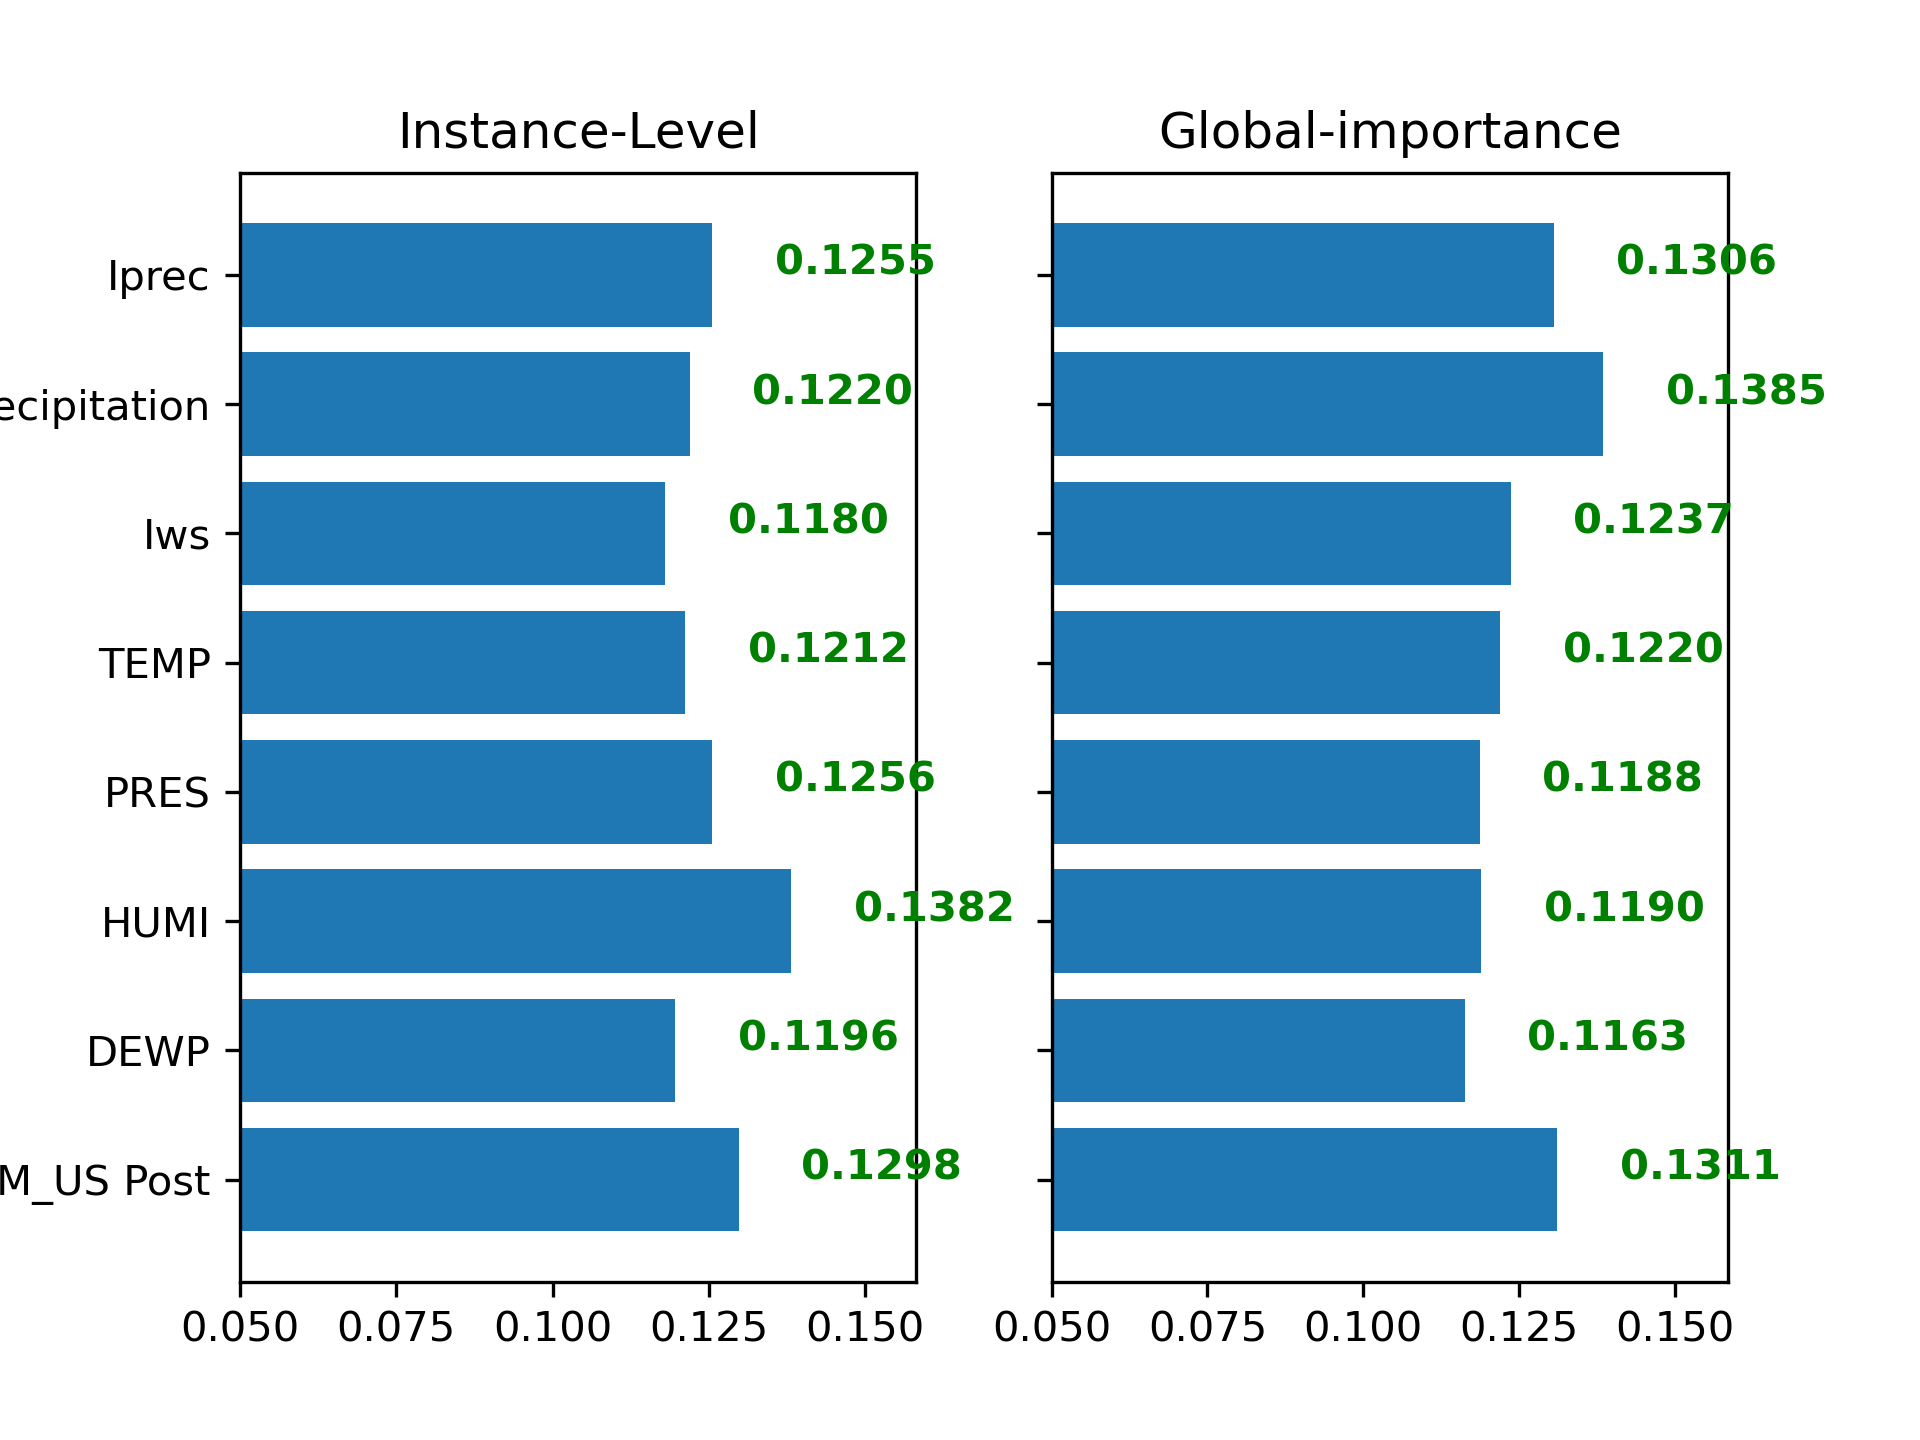 Instance-Level
Iprec
ecipitation
Iws
TEMP
PRES
HUMI
DEWP
M_US Post
0.1255
0.1220
0.1180
0.1212
0.1256
0.1382
0.1196
0.1298
0.050 0.075 0.100 0.125 0.150
Global-importance
0.1306
0.1385
0.1237
0.1220
0.1188
0.1190
0.1163
0.1311
0.050 0.075 0.100 0.125 0.150